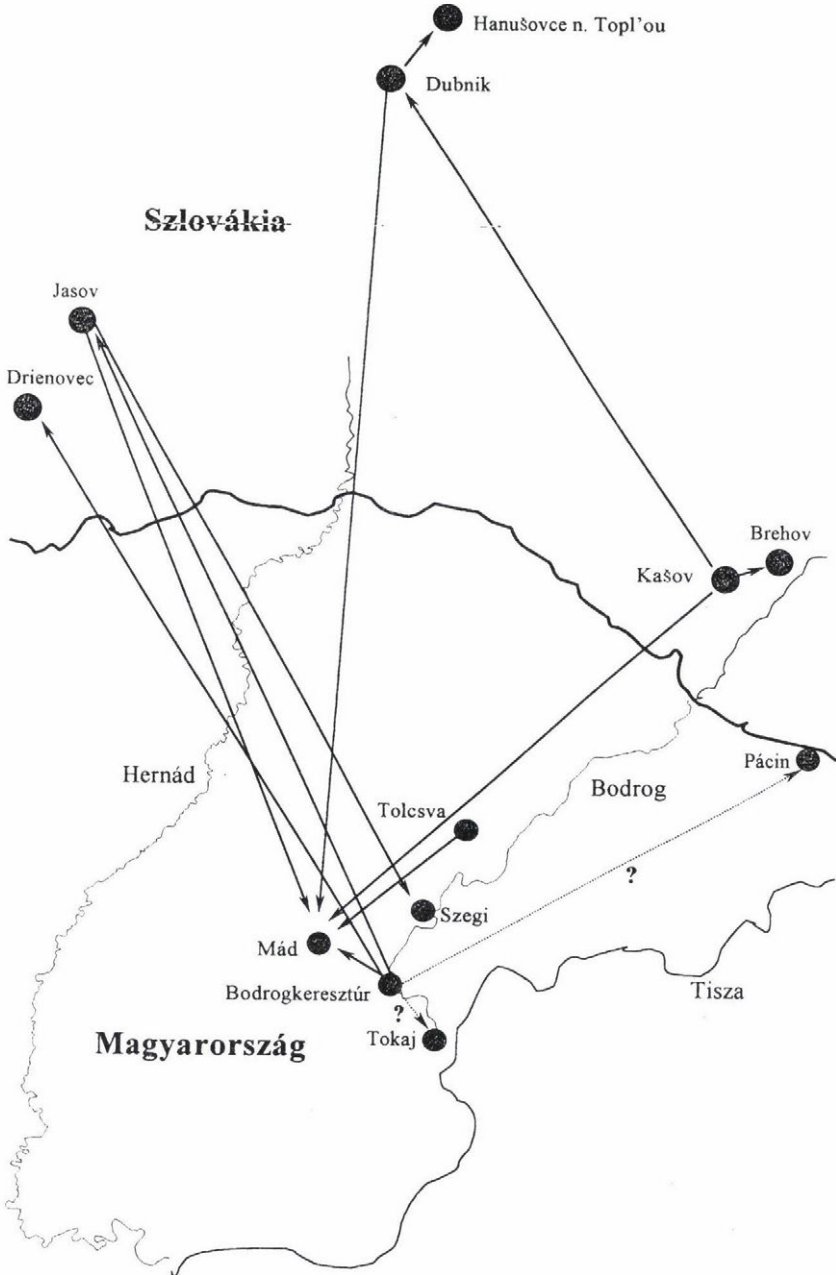 Hanušovce n. Topl'ou
Dubnik
Szlovákia
Jasov
Drienovec
Brehov
Kašov
Pácin
Hernád
Bodrog
Tolcsva
?
Szegi
Mád
Tisza
Bodrogkeresztúr
?
Tokaj
Magyarország